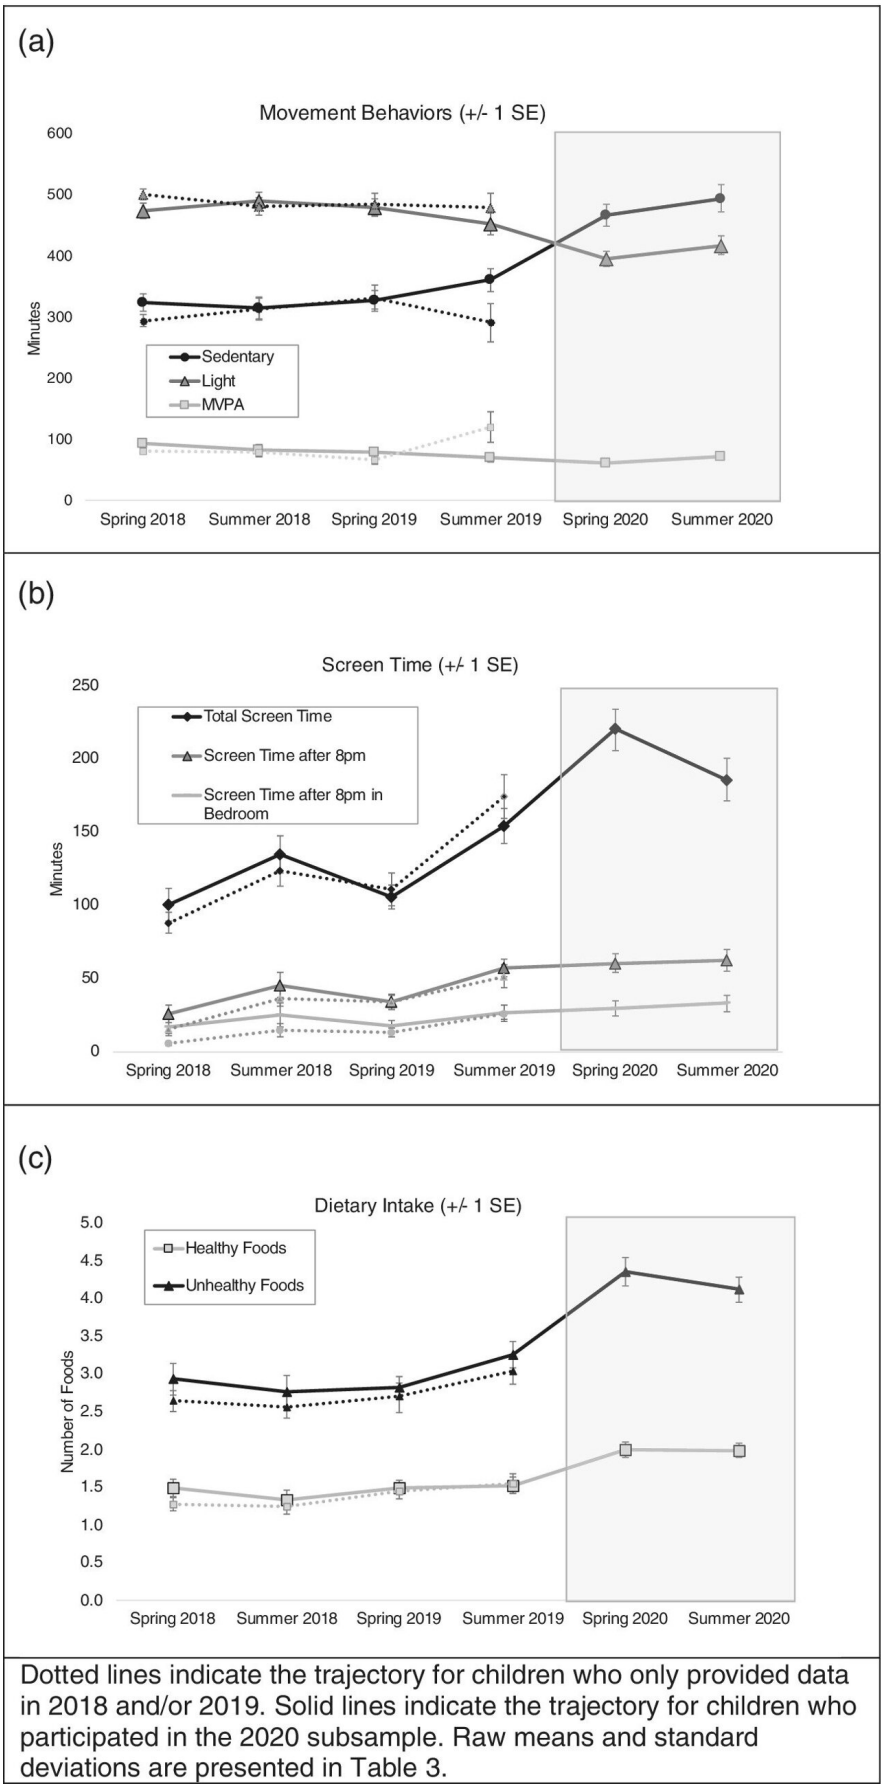 (a)
Movement Behaviors (+/- 1 SE)
600
500
400
300
200
100
0
Minutes
Sedentary
Light
MVPA
Spring 2018 Summer 2018 Spring 2019 Summer 2019 Spring 2020 Summer 2020
(b)
Screen Time (+/- 1 SE)
250
200
150
100
50
0
Minutes
Total Screen Time
Screen Time after 8pm
Screen Time after 8pm in
Bedroom
Spring 2018 Summer 2018 Spring 2019 Summer 2019 Spring 2020 Summer 2020
(c)
Dietary Intake (+/- 1 SE)
5.0
4.5
4.0
3.5
3.0
2.5
2.0
1.5
1.0
0.5
0.0
Number of Foods
Healthy Foods
Unhealthy Foods
Spring 2018 Summer 2018 Spring 2019 Summer 2019 Spring 2020 Summer 2020
Dotted lines indicate the trajectory for children who only provided data
in 2018 and/or 2019. Solid lines indicate the trajectory for children who
participated in the 2020 subsample. Raw means and standard
deviations are presented in Table 3.